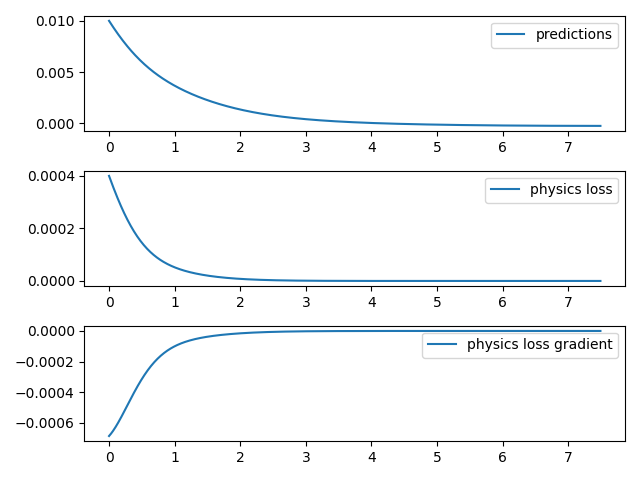 0.010
0.005
0.000
predictions
0 1 2 3 4 5 6 7
0.0004
0.0002
0.0000
physics loss
0 1 2 3 4 5 6 7
0.0000
−0.0002
−0.0004
−0.0006
physics loss gradient
0 1 2 3 4 5 6 7